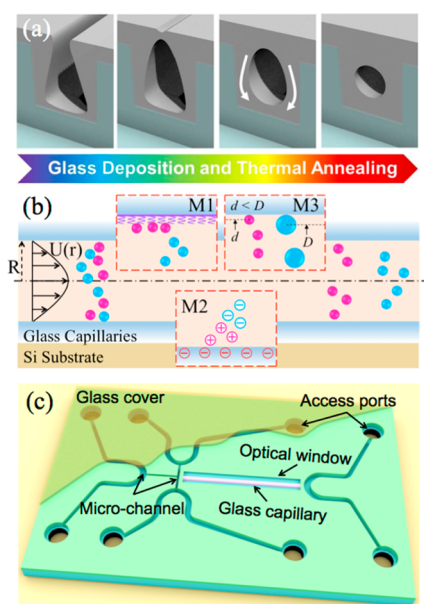 (a)
Glass Deposition and Thermal Annealing
(b)
M1
d < D
M3
d
D
R
U(r)
M2
Glass Capillaries
Si Substrate
(c)
Glass cover
Access ports
Optical window
Micro-channel
Glass capillary